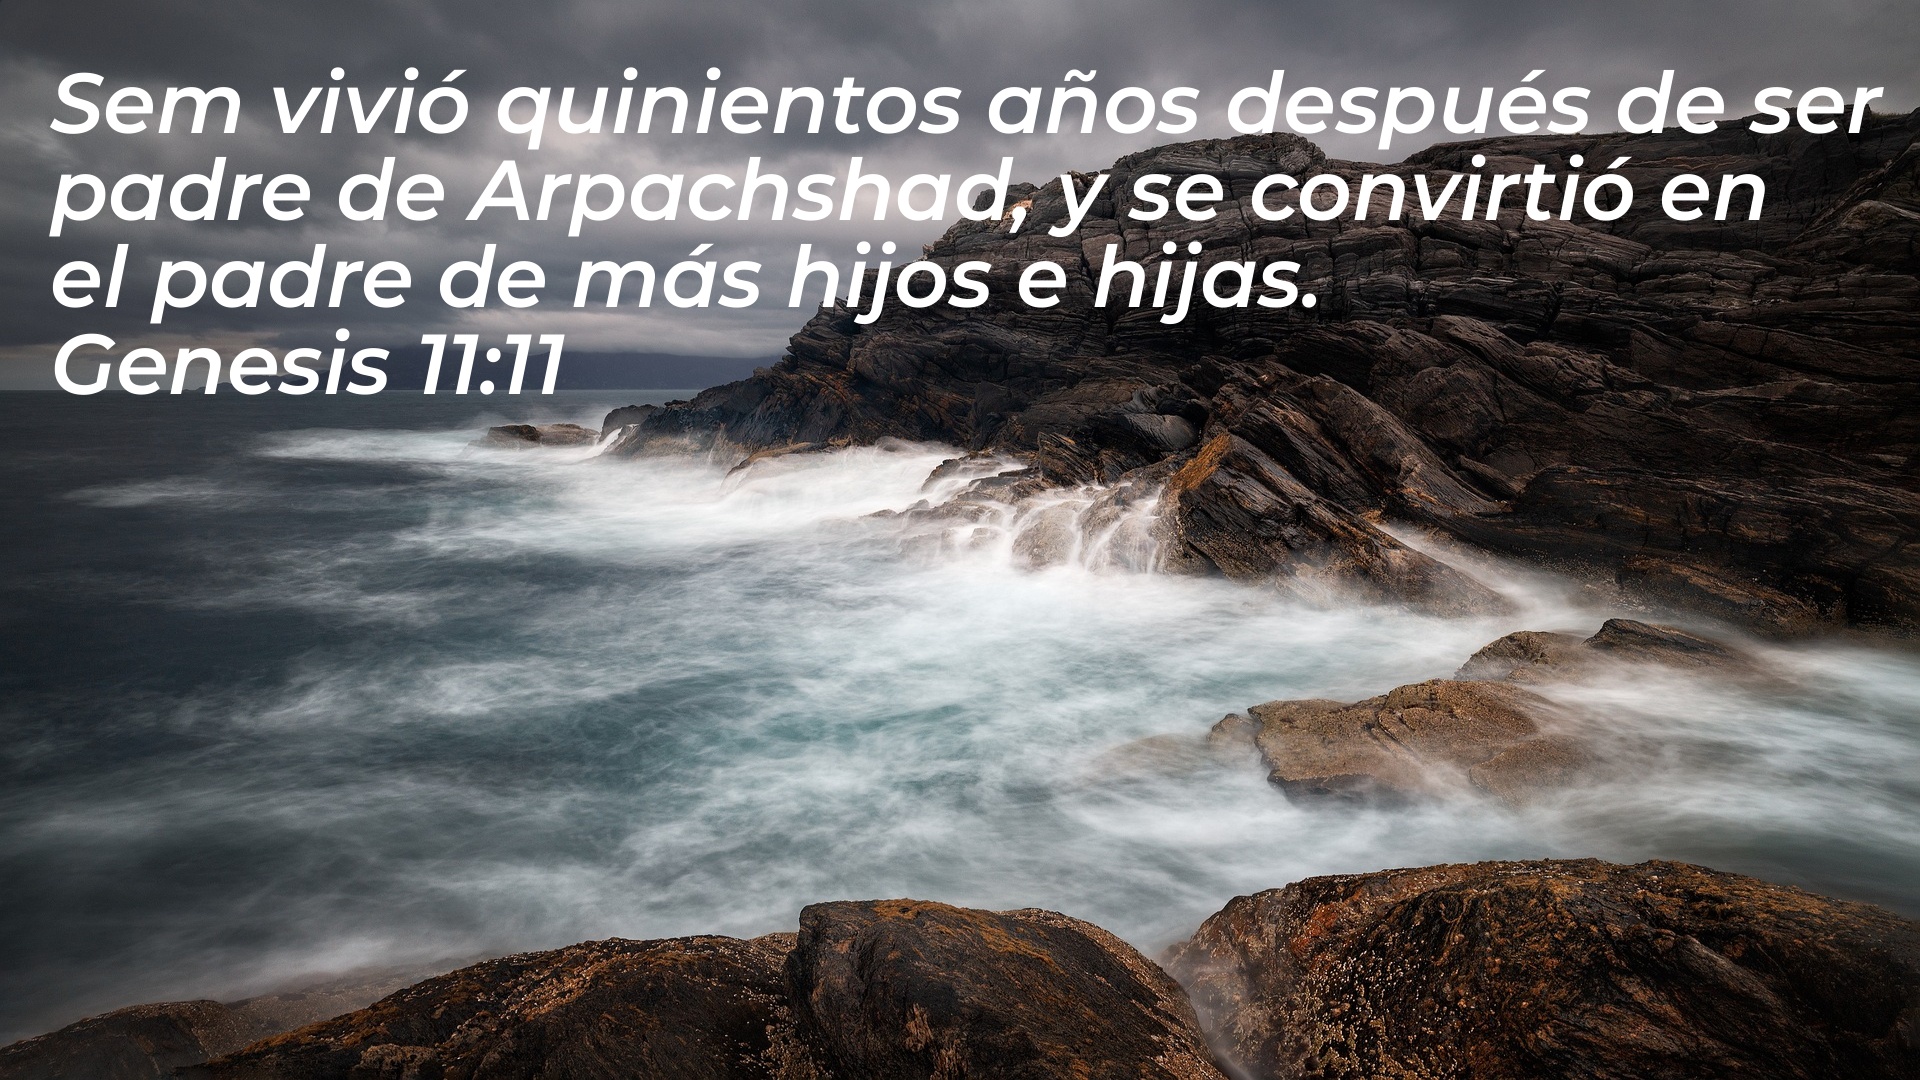 Sem vivió quinientos años después de ser
padre de Arpachshad, y se convirtió en
el padre de más hijos e hijas.
Genesis 11:11